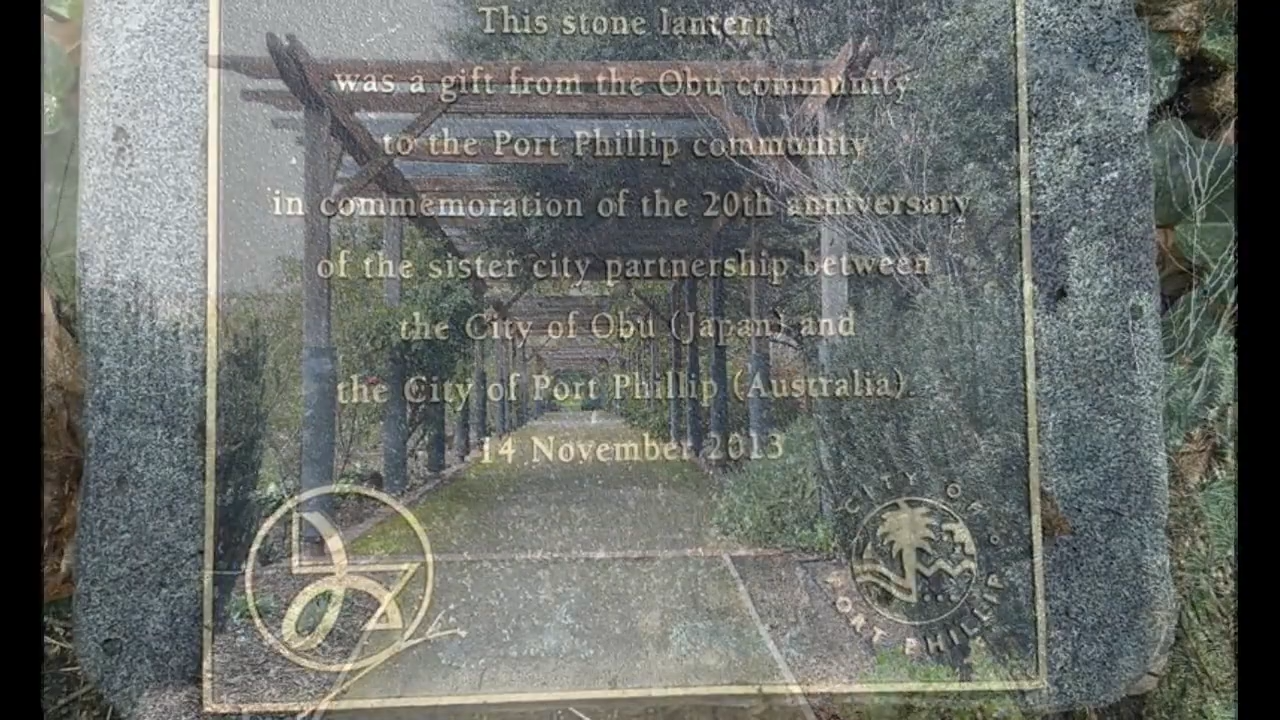 This stone lantern
was a gift from the Obu community
to the Port Phillip community
in commemoration of the 20th anniversary
of the sister city partnership between
the City of Obu (Japan) and
the City of Port Phillip (Australia).
14 November 2013
CITY OF PORT PHILLIP